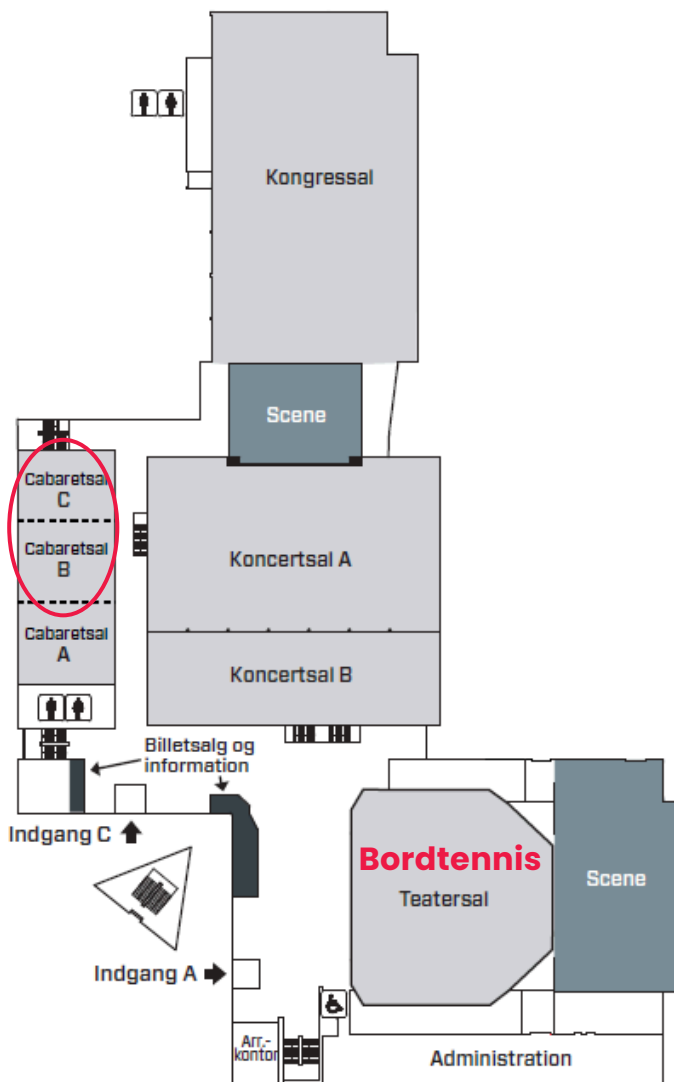 Kongressal
Scene
Cabaretsal
C
Cabaretsal
B
Cabaretsal
A
Koncertsal A
Koncertsal B
Billetsalg og
information
Indgang C
Bordtennis
Teatersal
Scene
Indgang A
Arr.-
kontor
Administration